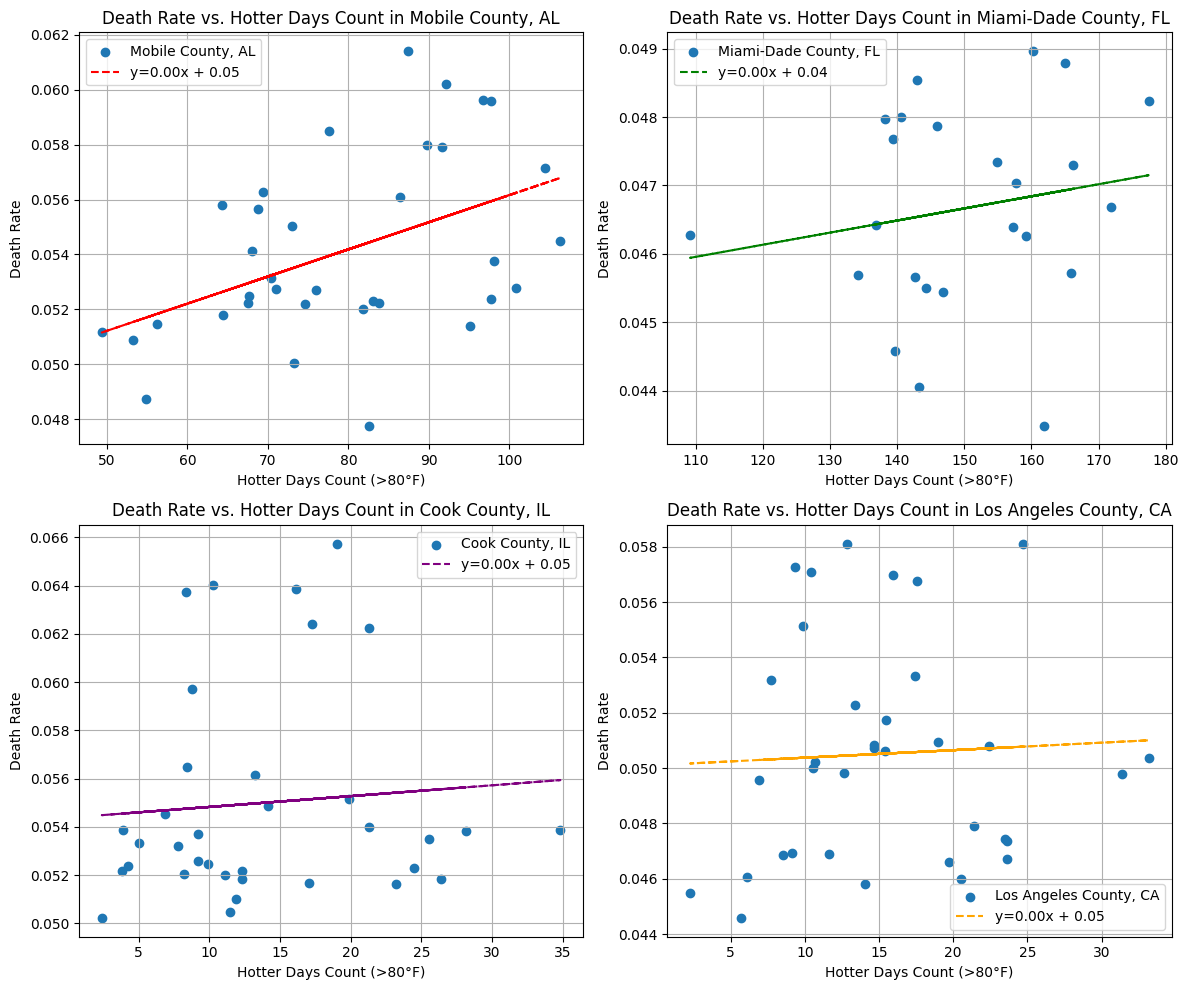 Death Rate vs. Hotter Days Count in Mobile County, AL
0.062
0.060
0.058
0.056
0.054
0.052
0.050
0.048
Death Rate
Mobile County, AL
y=0.00x + 0.05
50 60 70 80 90 100
Hotter Days Count (>80°F)
Death Rate vs. Hotter Days Count in Miami-Dade County, FL
0.049
0.048
0.047
0.046
0.045
0.044
Death Rate
Miami-Dade County, FL
y=0.00x + 0.04
110 120 130 140 150 160 170 180
Hotter Days Count (>80°F)
Death Rate vs. Hotter Days Count in Cook County, IL
0.066
0.064
0.062
0.060
0.058
0.056
0.054
0.052
0.050
Death Rate
Cook County, IL
y=0.00x + 0.05
5 10 15 20 25 30 35
Hotter Days Count (>80°F)
Death Rate vs. Hotter Days Count in Los Angeles County, CA
0.058
0.056
0.054
0.052
0.050
0.048
0.046
0.044
Death Rate
Los Angeles County, CA
y=0.00x + 0.05
5 10 15 20 25 30
Hotter Days Count (>80°F)